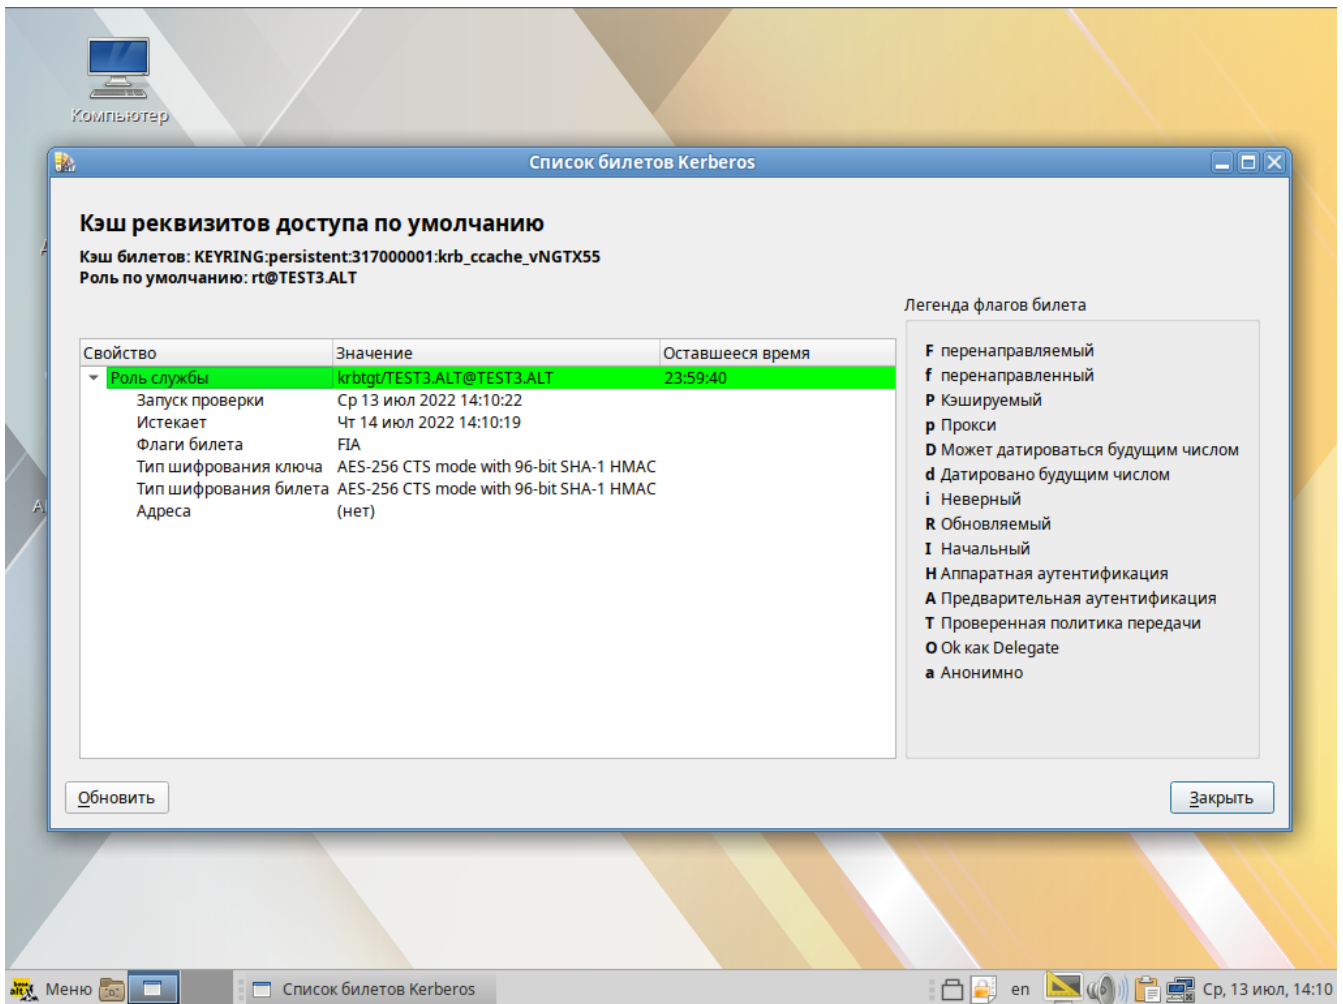 Компьютер
Список билетов Kerberos
Кэш реквизитов доступа по умолчанию
Кэш билетов: KEYRING:persistent:317000001:krb_ccache_vNGTX55
Роль по умолчанию: rt@TEST3.ALT
Свойство Значение Оставшееся время
Роль службы krbtgt/TEST3.ALT@TEST3.ALT 23:59:40
Запуск проверки Ср 13 июл 2022 14:10:22
Истекает Чт 14 июл 2022 14:10:19
Флаги билета FIA
Тип шифрования ключа AES-256 CTS mode with 96-bit SHA-1 HMAC
Тип шифрования билета AES-256 CTS mode with 96-bit SHA-1 HMAC
Адреса (нет)
Легенда флагов билета
F перенаправляемый
f перенаправленный
P Кэшируемый
p Прокси
D Может датироваться будущим числом
d Датировано будущим числом
i Неверный
R Обновляемый
I Начальный
H Аппаратная аутентификация
A Предварительная аутентификация
T Проверенная политика передачи
O Ok как Delegate
a Анонимно
Обновить
Закрыть
Меню
Список билетов Kerberos
en
Ср, 13 июл, 14:10